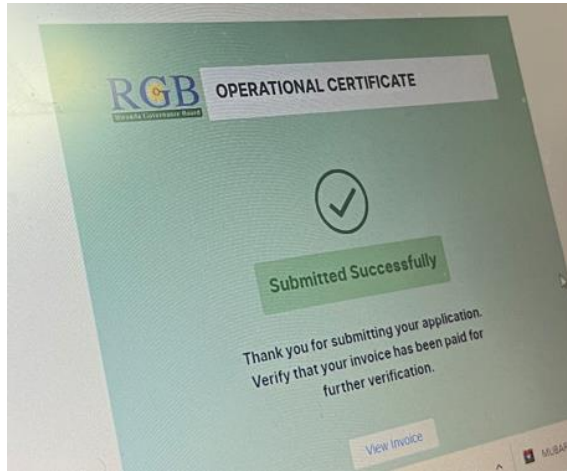 RGB
Rwanda Governance Board
OPERATIONAL CERTIFICATE
Submitted Successfully
Thank you for submitting your application.
Verify that your invoice has been paid for
further verification.
View Invoice